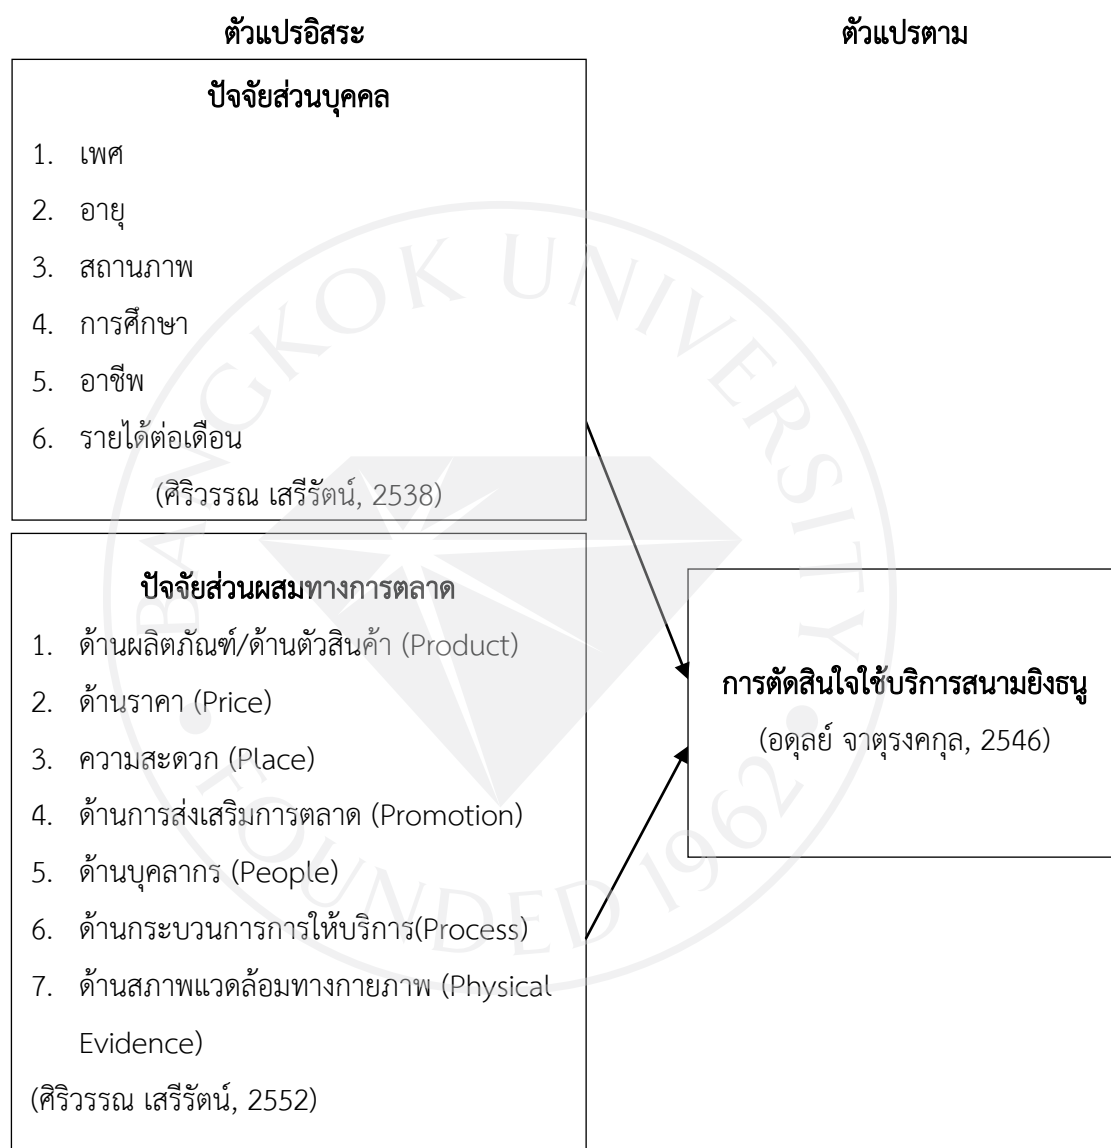 ตัวแปรอิสระ
ตัวแปรตาม
ปัจจัยส่วนบุคคล
1. เพศ
2. อายุ
3. สถานภาพ
4. การศึกษา
5. อาชีพ
6. รายได้ต่อเดือน
(ศิริวรรณ เสรีรัตน์, 2538)
ปัจจัยส่วนผสมทางการตลาด
1. ด้านผลิตภัณฑ์/ด้านตัวสินค้า (Product)
2. ด้านราคา (Price)
3. ความสะดวก (Place)
4. ด้านการส่งเสริมการตลาด (Promotion)
5. ด้านบุคลากร (People)
6. ด้านกระบวนการการให้บริการ(Process)
7. ด้านสภาพแวดล้อมทางกายภาพ (Physical
Evidence)
(ศิริวรรณ เสรีรัตน์, 2552)
การตัดสินใจใช้บริการสนามยิงธนู
(อดุลย์ จาตุรงคกุล, 2546)
BANGKOK UNIVERSITY
FOUNDED 1962